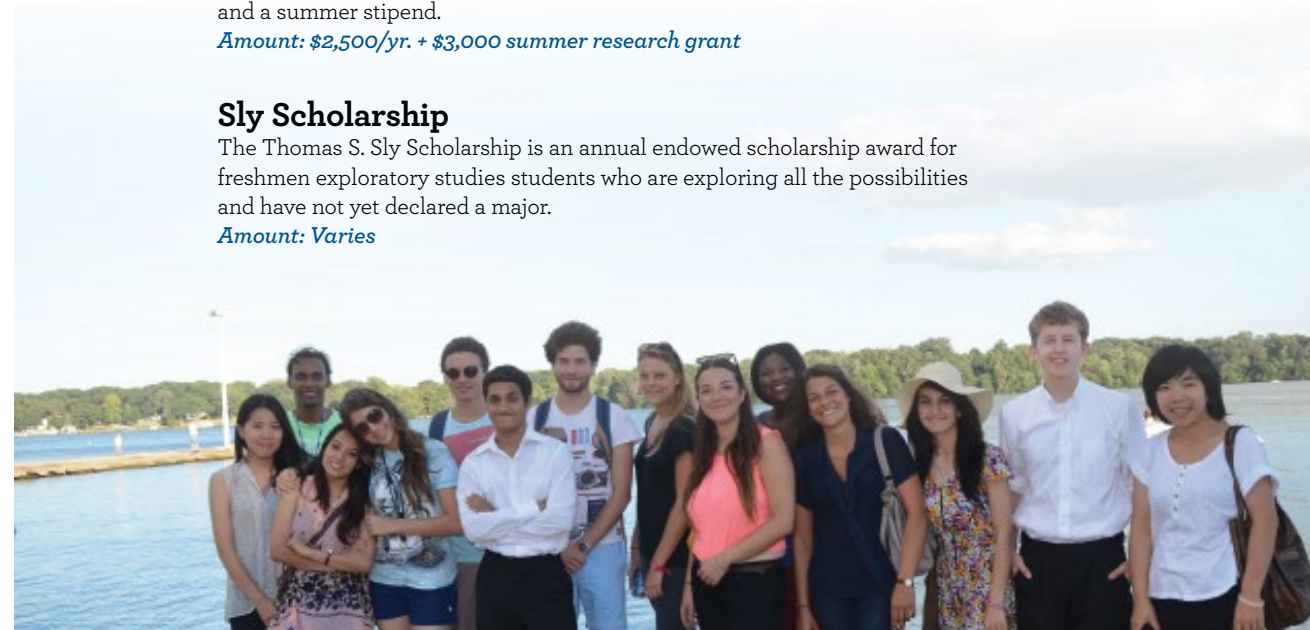 and a summer stipend.
Amount: $2,500/yr. + $3,000 summer research grant
Sly Scholarship
The Thomas S. Sly Scholarship is an annual endowed scholarship award for
freshmen exploratory studies students who are exploring all the possibilities
and have not yet declared a major.
Amount: Varies